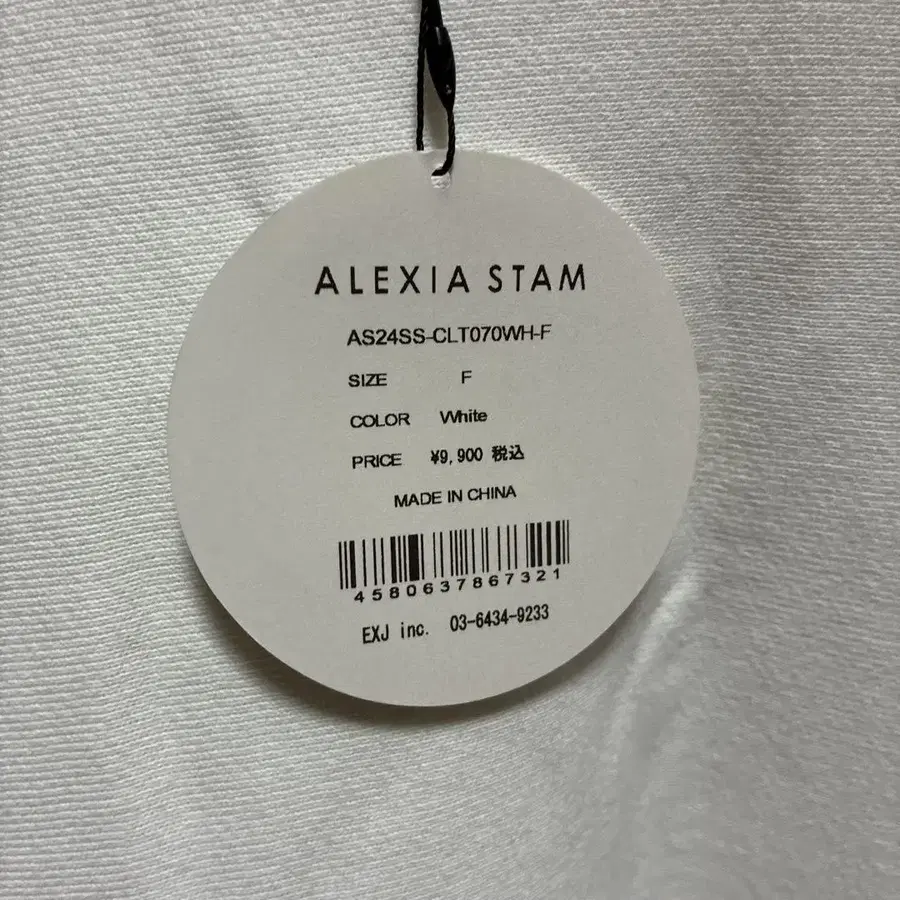 ALEXIA STAM
AS24SS-CLT070WH-F
SIZE F
COLOR White
PRICE ¥9,900 税込
MADE IN CHINA
4580637867321
EXJ inc. 03-6434-9233